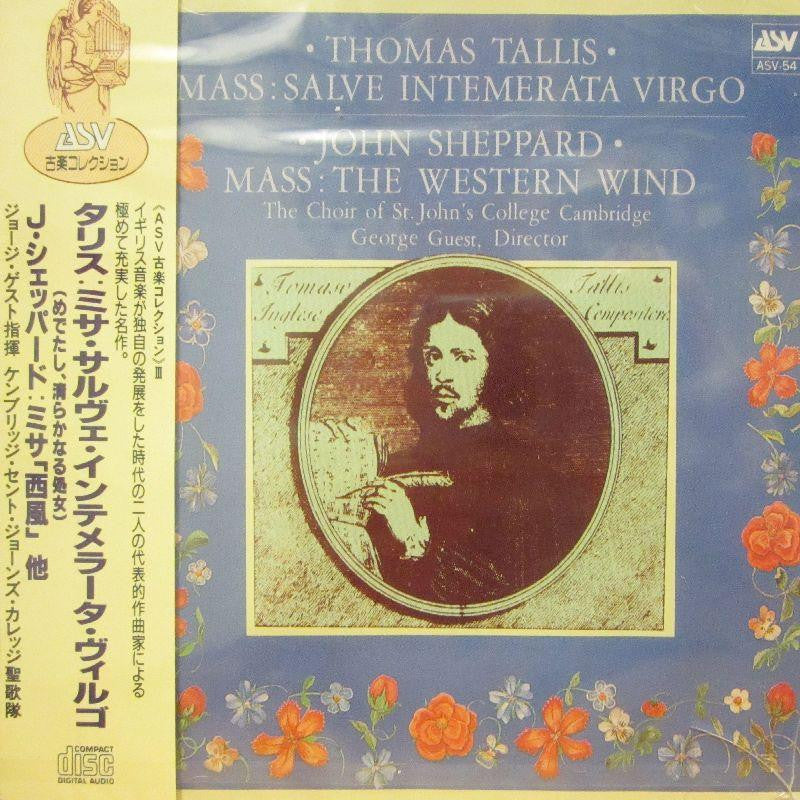 ASV
古楽コレクション
《ASV 古楽コレクション》Ⅲ
イギリス音楽が独自の発展をした時代の二人の代表的作曲家による
極めて充実した名作。
タリス:ミサ・サルヴェ・インテメラータ・ヴィルゴ
(めでたし、清らかなる処女)
J・シェッパード:ミサ「西風」他
ジョージ・ゲスト指揮 ケンブリッジ・セント・ジョーンズ・カレッジ聖歌隊
COMPACT
disc
DIGITAL AUDIO
• THOMAS TALLIS •
MASS: SALVE INTEMERATA VIRGO
• JOHN SHEPPARD •
MASS: THE WESTERN WIND
The Choir of St. John's College Cambridge
George Guest, Director
ASV
ASV-54
Tomaso Tallis
Inglese Compositore